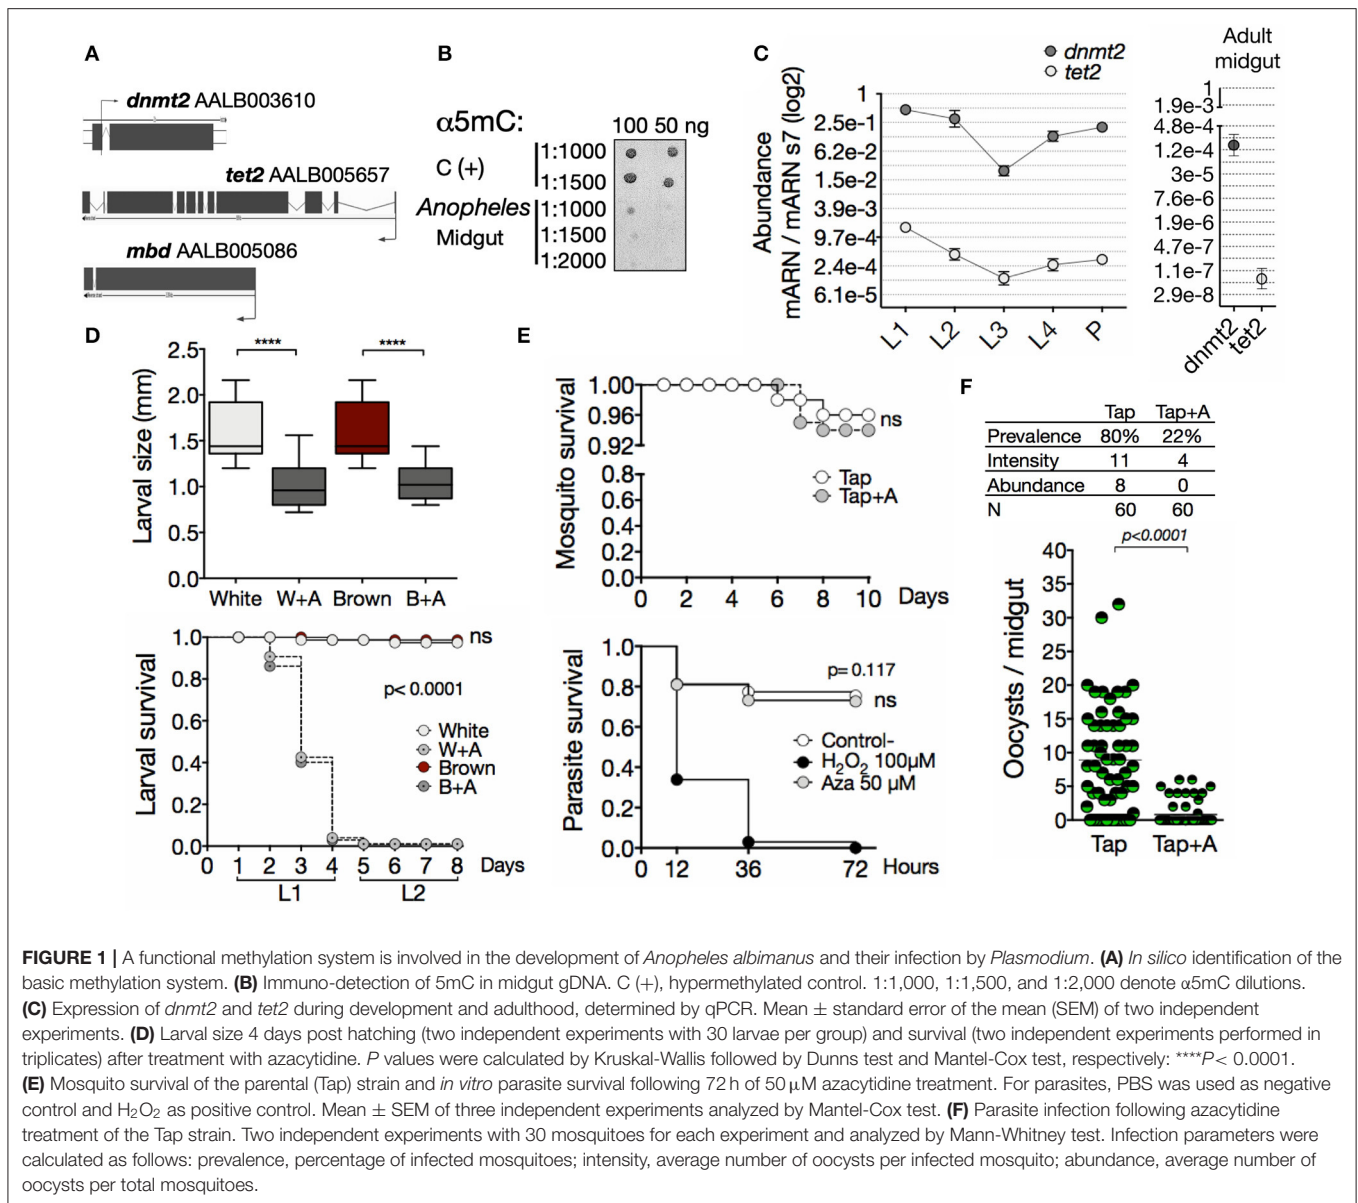 A
dnmt2 AALB003610
tet2 AALB005657
mbd AALB005086
B
α5mC:
100 50 ng
C (+)
1:1000
1:1500
Anopheles
Midgut
1:1000
1:1500
1:2000
C
dnmt2
tet2
Abundance
mARN / mARN s7 (log2)
1
2.5e-1
6.2e-2
1.5e-2
3.9e-3
9.7e-4
2.4e-4
6.1e-5
L1 L2 L3 L4 P
Adult
midgut
1
1.9e-3
4.8e-4
1.2e-4
3e-5
7.6e-6
1.9e-6
4.7e-7
1.1e-7
2.9e-8
dnmt2 tet2
D
Larval size (mm)
2.5
2.0
1.5
1.0
0.5
0.0
**** ****
White W+A Brown B+A
Larval survival
1.0
0.8
0.6
0.4
0.2
0.0
ns
p< 0.0001
White
W+A
Brown
B+A
0 1 2 3 4 5 6 7 8 Days
L1 L2
E
Mosquito survival
1.00
0.96
0.92
0.8
0.6
0.4
0.2
0.0
ns
Tap
Tap+A
0 2 4 6 8 10 Days
Parasite survival
1.0
0.8
0.6
0.4
0.2
0.0
p= 0.117
ns
Control-
H₂O₂ 100µM
Aza 50 µM
0 12 36 72 Hours
F
Tap Tap+A
Prevalence 80% 22%
Intensity 11 4
Abundance 8 0
N 60 60
p<0.0001
Oocysts / midgut
40
35
30
25
20
15
10
5
0
Tap Tap+A
FIGURE 1 | A functional methylation system is involved in the development of Anopheles albimanus and their infection by Plasmodium. (A) In silico identification of the
basic methylation system. (B) Immuno-detection of 5mC in midgut gDNA. C (+), hypermethylated control. 1:1,000, 1:1,500, and 1:2,000 denote α5mC dilutions.
(C) Expression of dnmt2 and tet2 during development and adulthood, determined by qPCR. Mean ± standard error of the mean (SEM) of two independent
experiments. (D) Larval size 4 days post hatching (two independent experiments with 30 larvae per group) and survival (two independent experiments performed in
triplicates) after treatment with azacytidine. P values were calculated by Kruskal-Wallis followed by Dunns test and Mantel-Cox test, respectively: ****P< 0.0001.
(E) Mosquito survival of the parental (Tap) strain and in vitro parasite survival following 72 h of 50 µM azacytidine treatment. For parasites, PBS was used as negative
control and H₂O₂ as positive control. Mean ± SEM of three independent experiments analyzed by Mantel-Cox test. (F) Parasite infection following azacytidine
treatment of the Tap strain. Two independent experiments with 30 mosquitoes for each experiment and analyzed by Mann-Whitney test. Infection parameters were
calculated as follows: prevalence, percentage of infected mosquitoes; intensity, average number of oocysts per infected mosquito; abundance, average number of
oocysts per total mosquitoes.